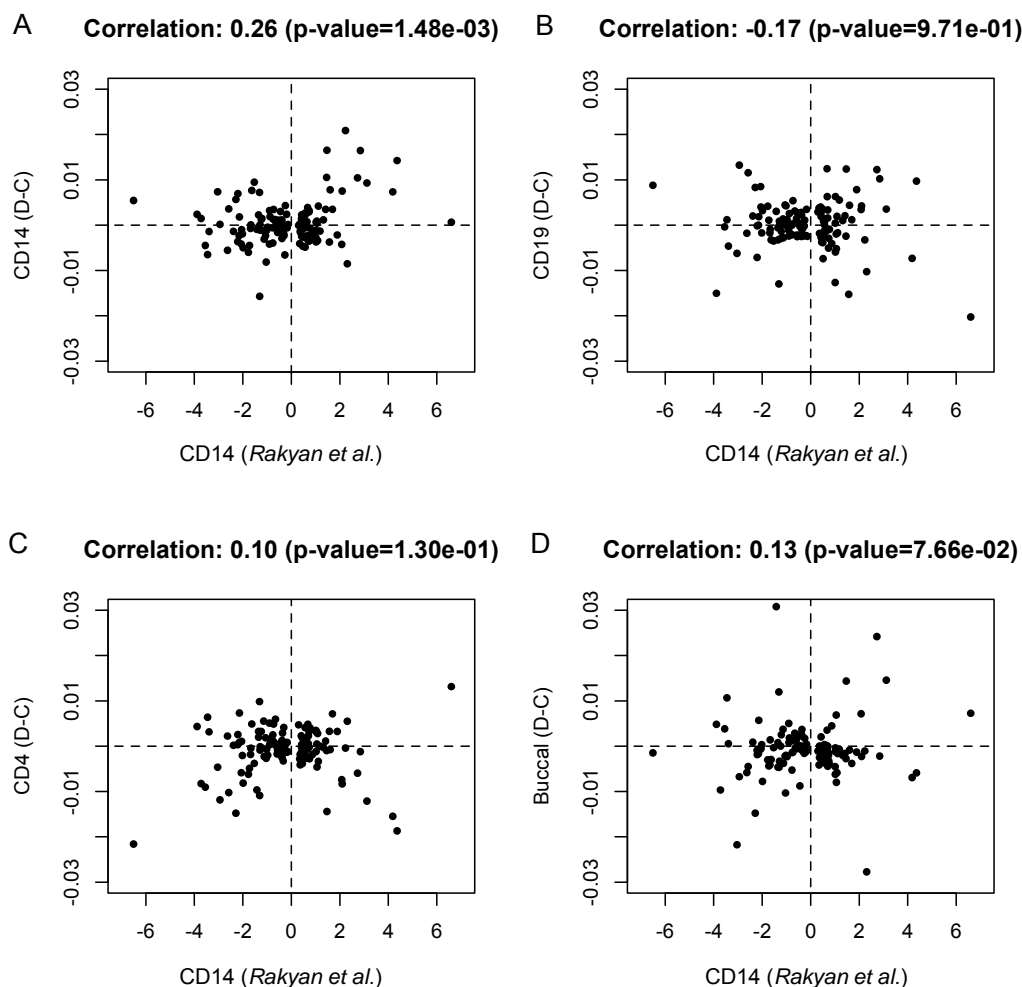 A Correlation: 0.26 (p-value=1.48e-03)
CD14 (D-C)
0.03
0.01
-0.01
-0.03
-6 -4 -2 0 2 4 6
CD14 (Rakyan et al.)
B Correlation: -0.17 (p-value=9.71e-01)
CD19 (D-C)
0.03
0.01
-0.01
-0.03
-6 -4 -2 0 2 4 6
CD14 (Rakyan et al.)
C Correlation: 0.10 (p-value=1.30e-01)
CD4 (D-C)
0.03
0.01
-0.01
-0.03
-6 -4 -2 0 2 4 6
CD14 (Rakyan et al.)
D Correlation: 0.13 (p-value=7.66e-02)
Buccal (D-C)
0.03
0.01
-0.01
-0.03
-6 -4 -2 0 2 4 6
CD14 (Rakyan et al.)